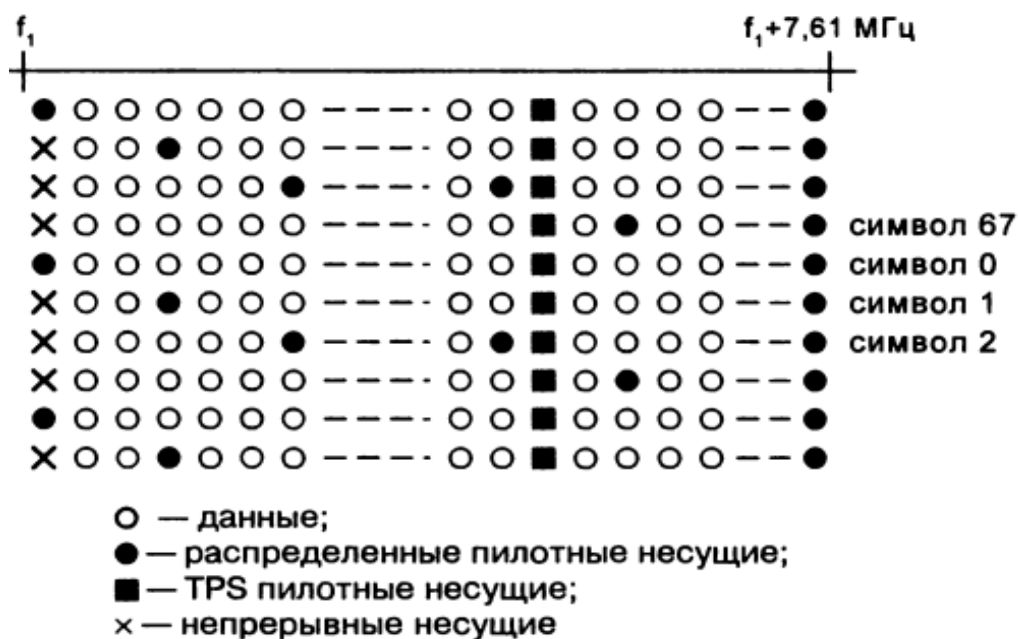 f₁ f₁+7,61 МГц
символ 67
символ 0
символ 1
символ 2
— данные;
— распределенные пилотные несущие;
— TPS пилотные несущие;
× — непрерывные несущие